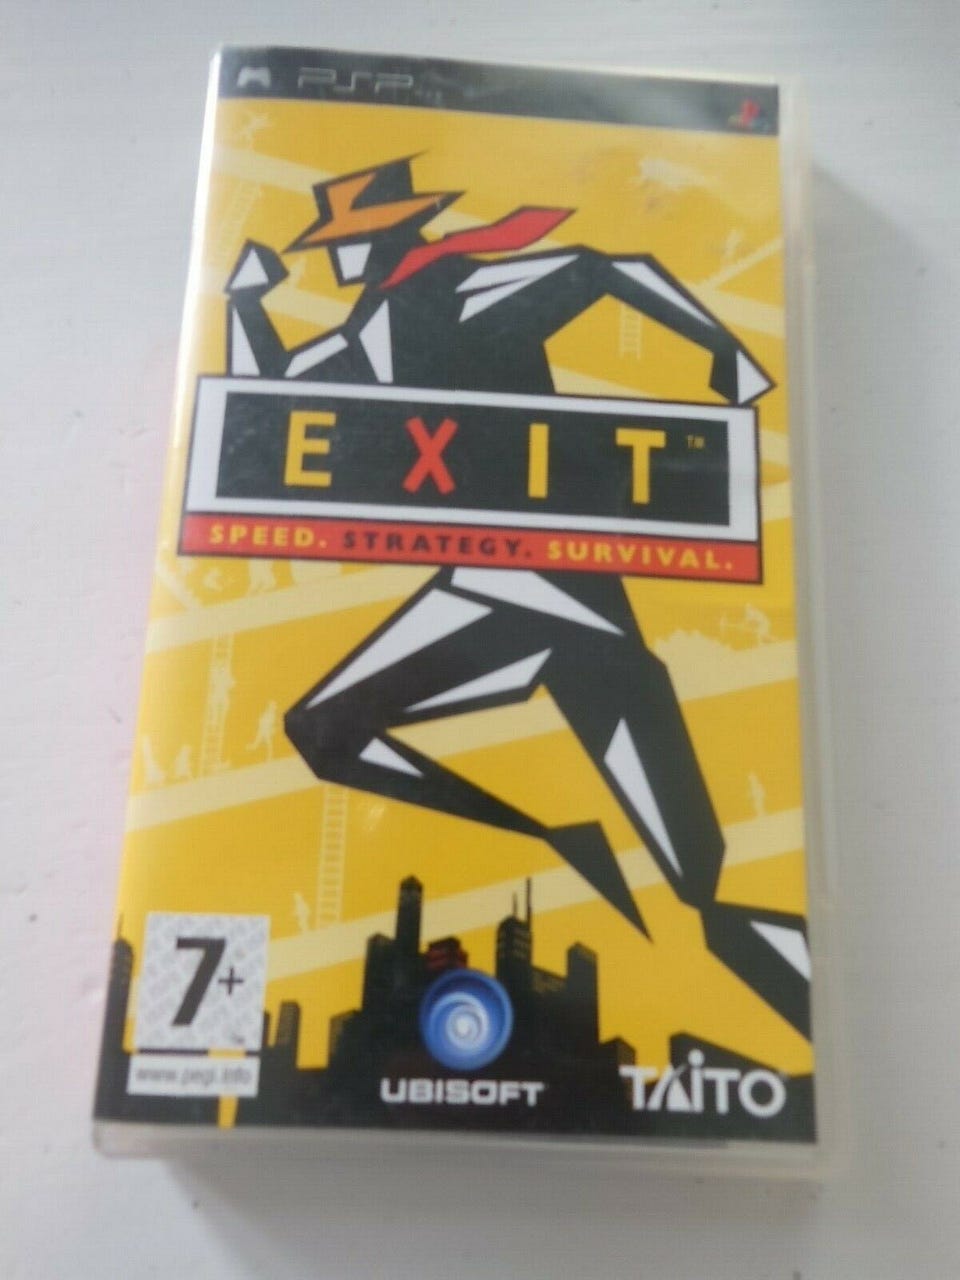 PSP
EXIT™
SPEED. STRATEGY. SURVIVAL.
7+
www.pegi.info
UBISOFT
TAITO